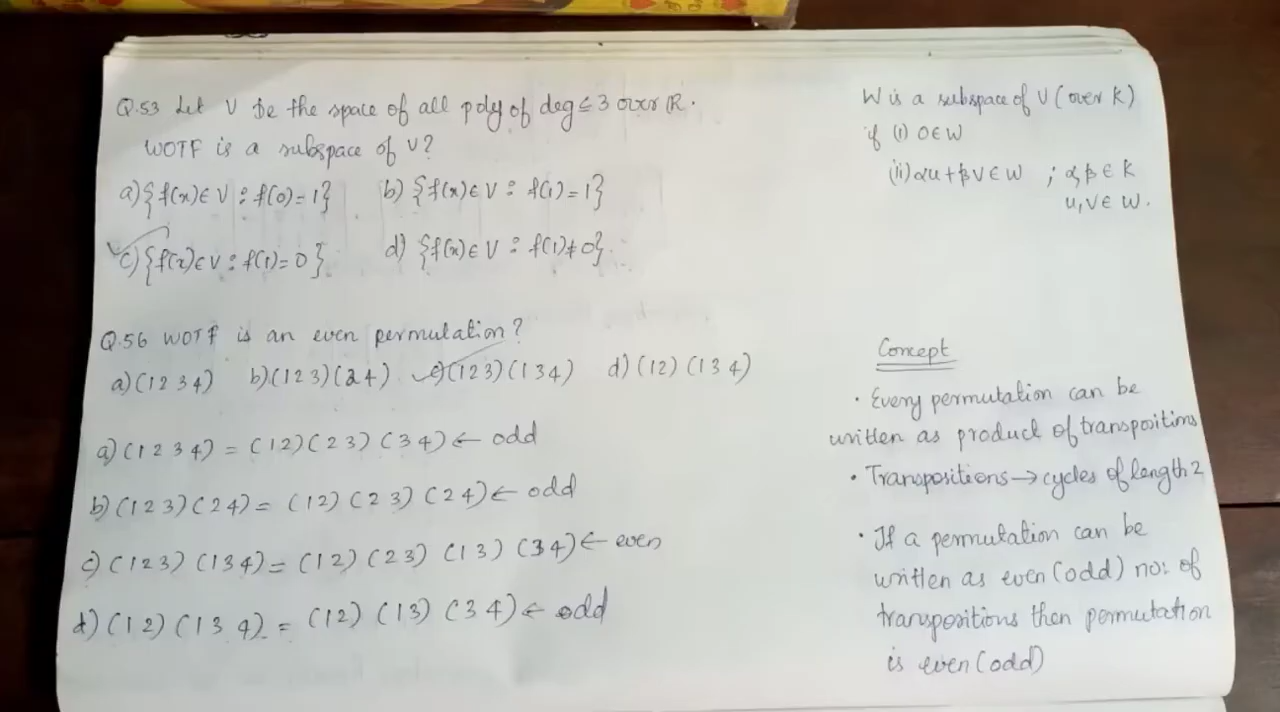 Q.53 Let V be the space of all poly of deg ≤ 3 over R.
WOTF is a subspace of V?
a) {f(x) ∈ V : f(0) = 1}   b) {f(x) ∈ V : f(1) = 1}
c) {f(x) ∈ V : f(1) = 0}.   d) {f(x) ∈ V : f(1) ≠ 0}.
W is a subspace of V (over K)
if (i) 0 ∈ W
(ii) αu + βv ∈ W ; α, β ∈ K
u, v ∈ W.
Q.56 WOTF is an even permulation?
a) (1 2 3 4)   b) (1 2 3) (2 4)   c) (1 2 3) (1 3 4)   d) (1 2) (1 3 4)
a) (1 2 3 4) = (1 2) (2 3) (3 4) ← odd
b) (1 2 3) (2 4) = (1 2) (2 3) (2 4) ← odd
c) (1 2 3) (1 3 4) = (1 2) (2 3) (1 3) (3 4) ← even
d) (1 2) (1 3 4) = (1 2) (1 3) (3 4) ← odd
Concept
· Every permutation can be
written as product of transpositions
· Transpositions → cycles of length 2
· If a permutation can be
written as even (odd) no: of
transpositions then permutation
is even (odd)